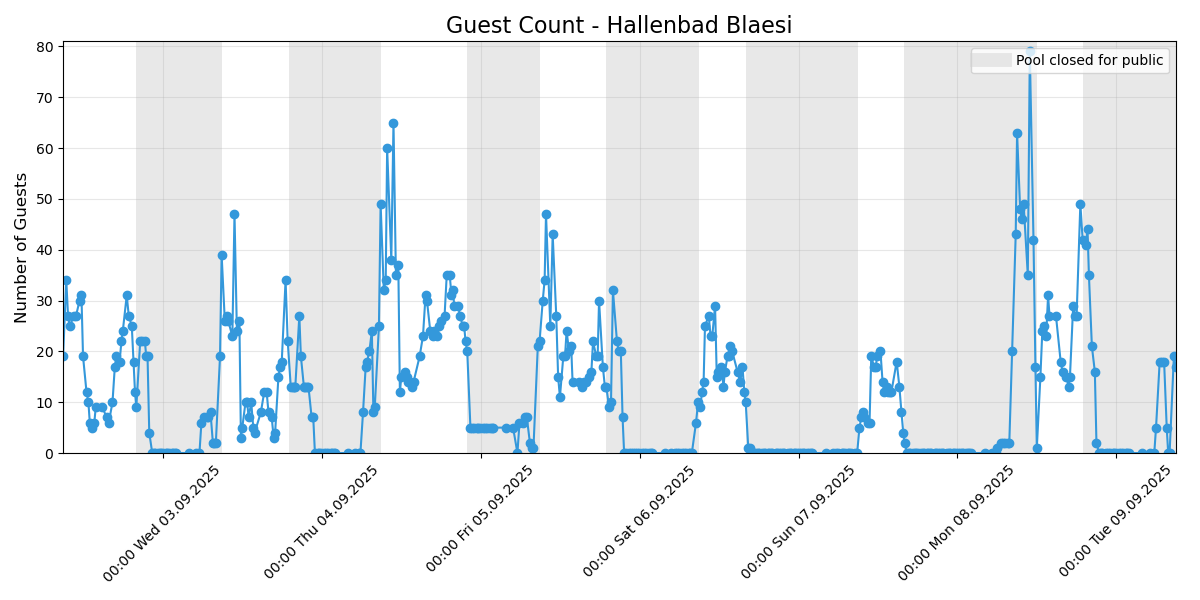 Guest Count - Hallenbad Blaesi
Pool closed for public
Number of Guests
80
70
60
50
40
30
20
10
0
00:00 Wed 03.09.2025
00:00 Thu 04.09.2025
00:00 Fri 05.09.2025
00:00 Sat 06.09.2025
00:00 Sun 07.09.2025
00:00 Mon 08.09.2025
00:00 Tue 09.09.2025